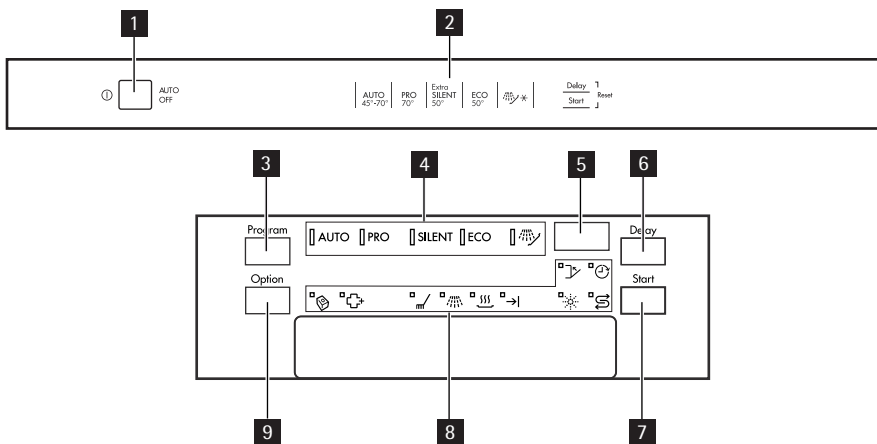 1
2
AUTO
OFF
AUTO
45°-70°
PRO
70°
Extra
SILENT
50°
ECO
50°
Delay
Start
Reset
3
4
5
6
Program
AUTO PRO SILENT ECO
Delay
Option
Start
9
8
7